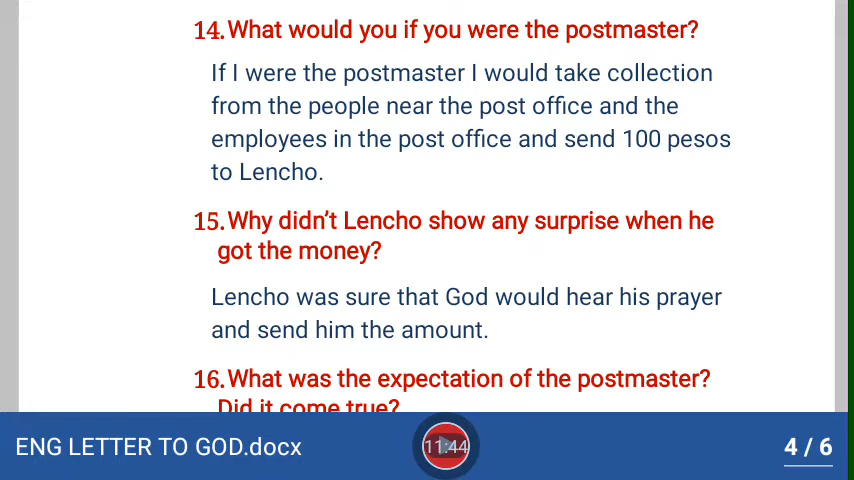 14. What would you if you were the postmaster?
If I were the postmaster I would take collection
from the people near the post office and the
employees in the post office and send 100 pesos
to Lencho.
15. Why didn't Lencho show any surprise when he
got the money?
Lencho was sure that God would hear his prayer
and send him the amount.
16. What was the expectation of the postmaster?
Did it come true?
ENG LETTER TO GOD.docx
11:44
4 / 6